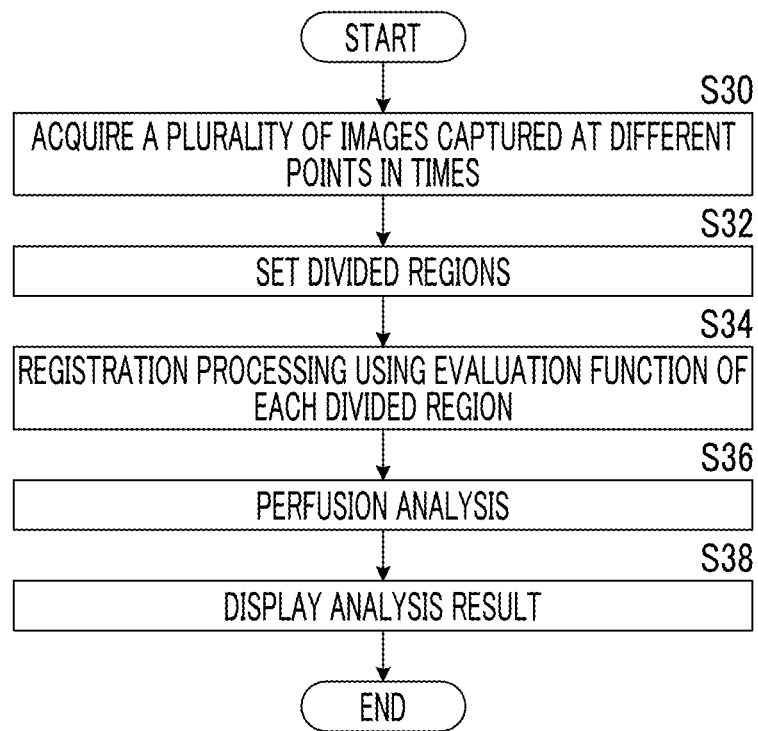 START
S30
ACQUIRE A PLURALITY OF IMAGES CAPTURED AT DIFFERENT
POINTS IN TIMES
S32
SET DIVIDED REGIONS
S34
REGISTRATION PROCESSING USING EVALUATION FUNCTION OF
EACH DIVIDED REGION
S36
PERFUSION ANALYSIS
S38
DISPLAY ANALYSIS RESULT
END